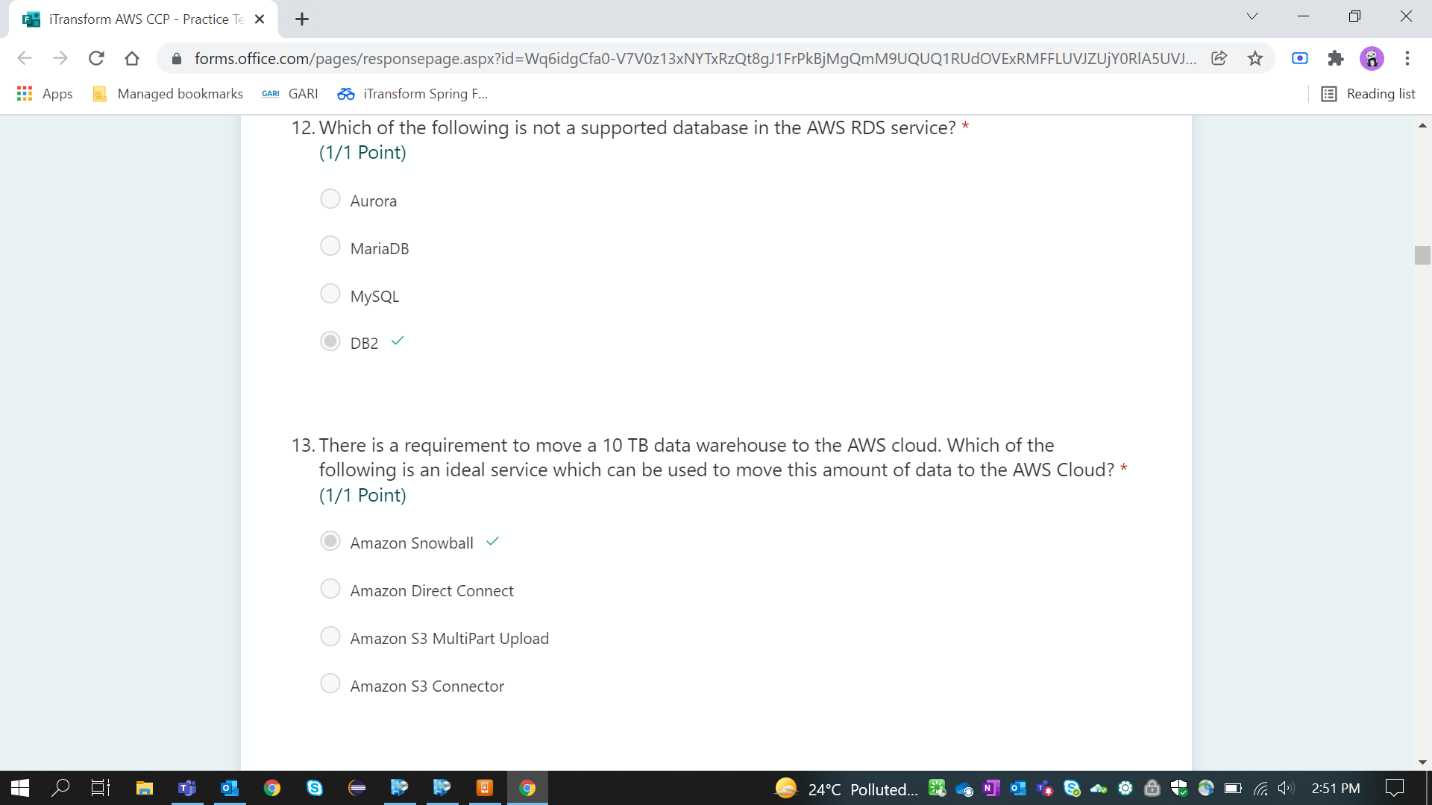 iTransform AWS CCP - Practice Te
forms.office.com/pages/responsepage.aspx?id=Wq6idgCfa0-V7V0z13xNYTxRzQt8gJ1FrPkBjMgQmM9UQUQ1RUdOVExRMFFLUVJZUjY0RlA5UVJ...
Apps Managed bookmarks GARI GARI iTransform Spring F... Reading list
12. Which of the following is not a supported database in the AWS RDS service? *
(1/1 Point)
Aurora
MariaDB
MySQL
DB2
13. There is a requirement to move a 10 TB data warehouse to the AWS cloud. Which of the
following is an ideal service which can be used to move this amount of data to the AWS Cloud? *
(1/1 Point)
Amazon Snowball
Amazon Direct Connect
Amazon S3 MultiPart Upload
Amazon S3 Connector
24°C Polluted... 2:51 PM